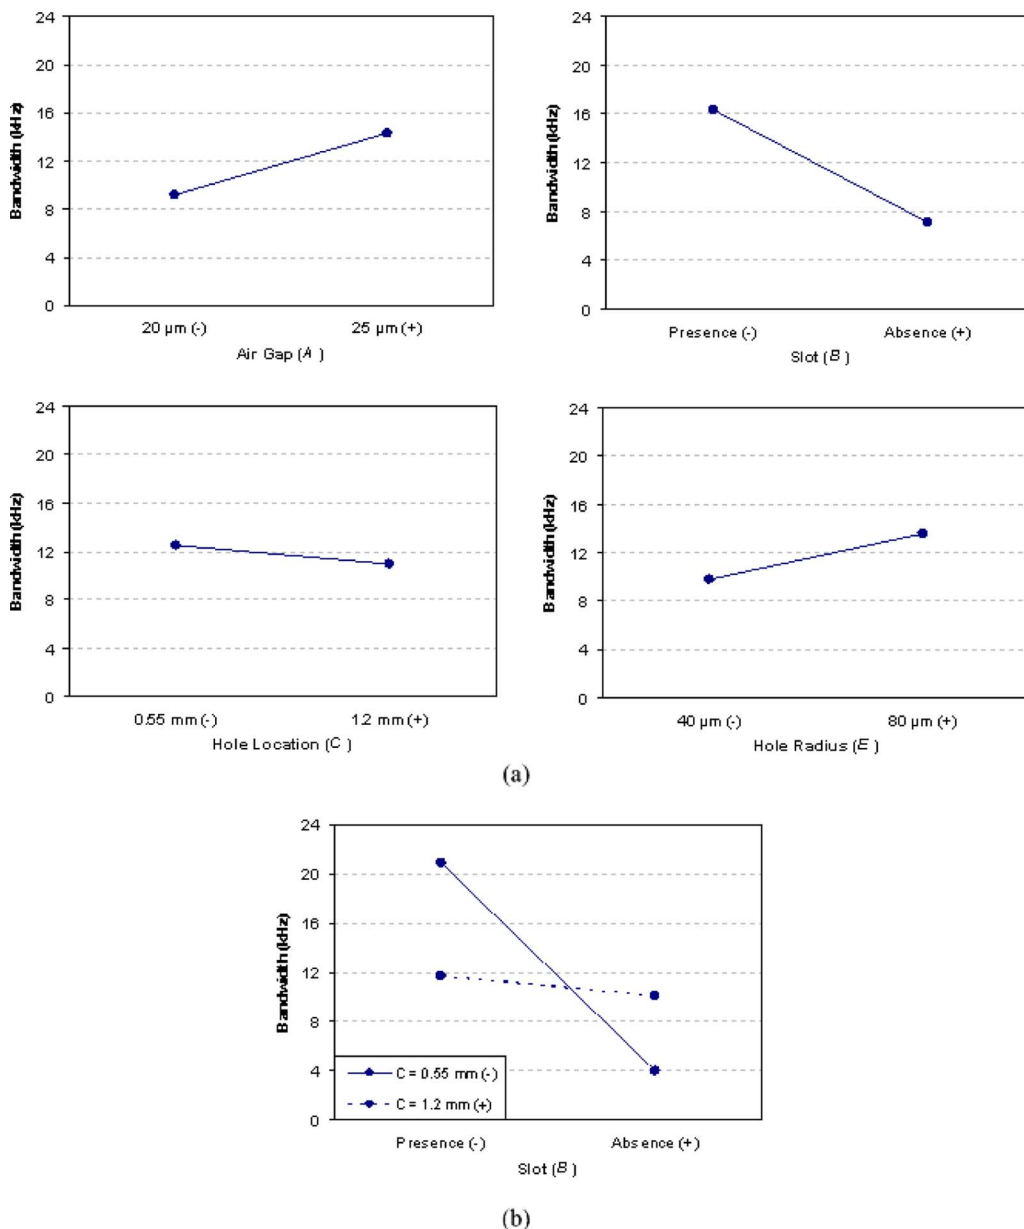 24
20
16
12
8
4
0
Bandwidth (kHz)
20 µm (-) 25 µm (+)
Air Gap (A)
24
20
16
12
8
4
0
Bandwidth (kHz)
Presence (-) Absence (+)
Slot (B)
24
20
16
12
8
4
0
Bandwidth (kHz)
0.55 mm (-) 1.2 mm (+)
Hole Location (C)
24
20
16
12
8
4
0
Bandwidth (kHz)
40 µm (-) 80 µm (+)
Hole Radius (E)
(a)
24
20
16
12
8
4
0
Bandwidth (kHz)
C = 0.55 mm (-)
C = 1.2 mm (+)
Presence (-) Absence (+)
Slot (B)
(b)